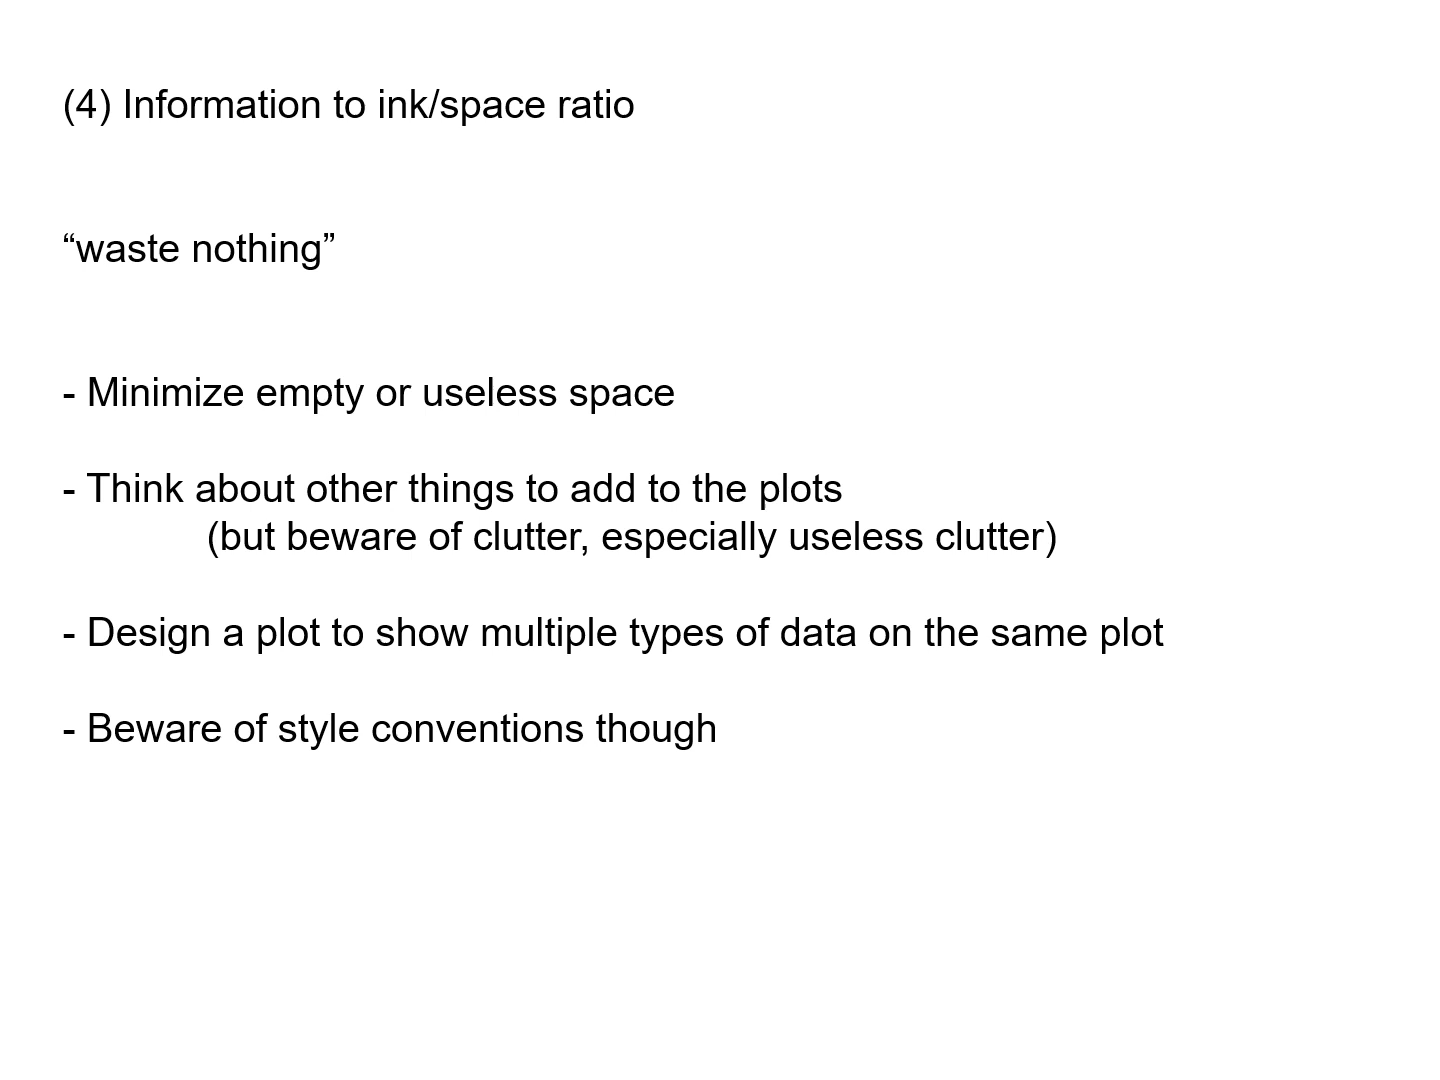 (4) Information to ink/space ratio
“waste nothing”
- Minimize empty or useless space
- Think about other things to add to the plots
(but beware of clutter, especially useless clutter)
- Design a plot to show multiple types of data on the same plot
- Beware of style conventions though